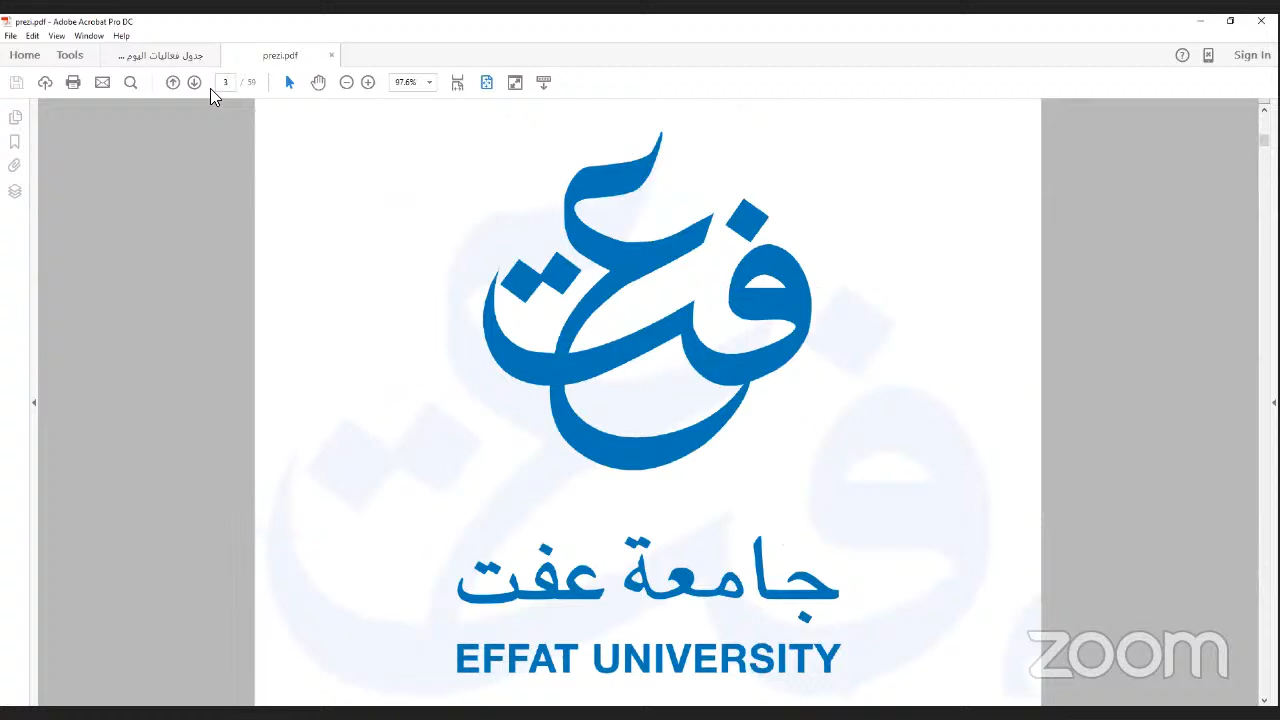 prezi.pdf - Adobe Acrobat Pro DC
File Edit View Window Help
Home Tools جدول فعاليات اليوم ... prezi.pdf × Sign In
3 / 59 97.6%
عفت
جامعة عفت
EFFAT UNIVERSITY
zoom